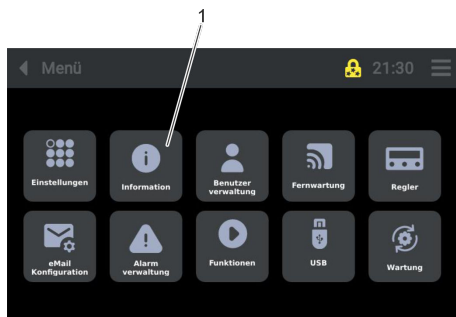 1
Menü
21:30
Einstellungen
Information
Benutzer
verwaltung
Fernwartung
Regler
eMail
Konfiguration
Alarm
verwaltung
Funktionen
USB
Wartung